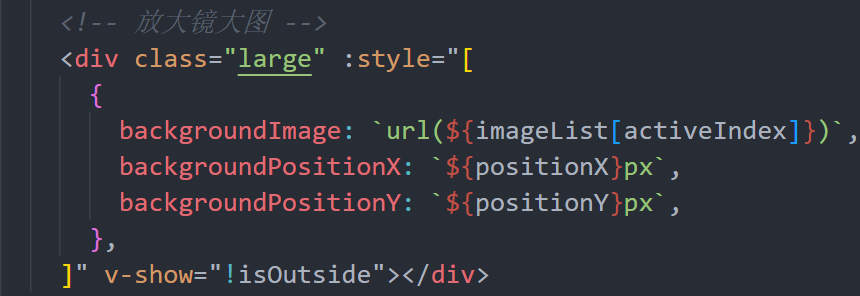 <!-- 放大镜大图 -->
<div class="large" :style="[
{
backgroundImage: `url(${imageList[activeIndex]})`,
backgroundPositionX: `${positionX}px`,
backgroundPositionY: `${positionY}px`,
},
]" v-show="!isOutside"></div>